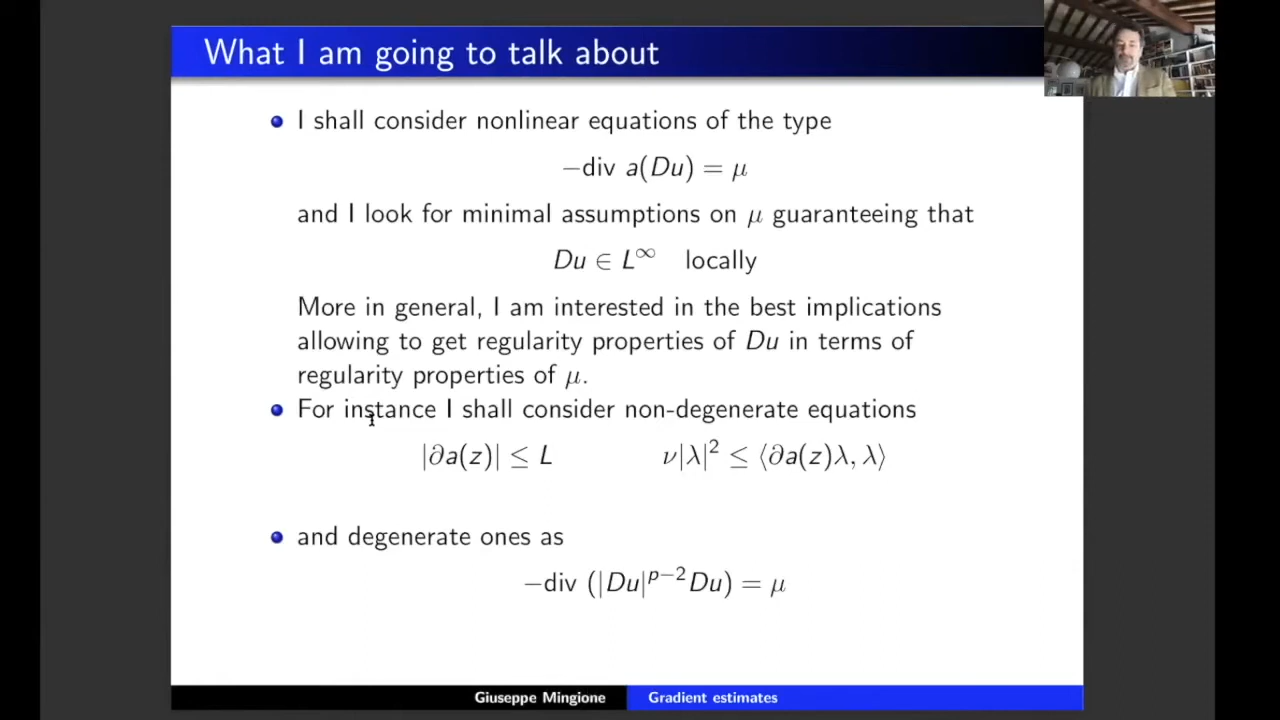 What I am going to talk about
I shall consider nonlinear equations of the type
−div a(Du) = μ
and I look for minimal assumptions on μ guaranteeing that
Du ∈ L^∞ locally
More in general, I am interested in the best implications
allowing to get regularity properties of Du in terms of
regularity properties of μ.
For instance I shall consider non-degenerate equations
|∂a(z)| ≤ L ν|λ|² ≤ ⟨∂a(z)λ, λ⟩
and degenerate ones as
−div (|Du|^{p−2}Du) = μ
Giuseppe Mingione Gradient estimates